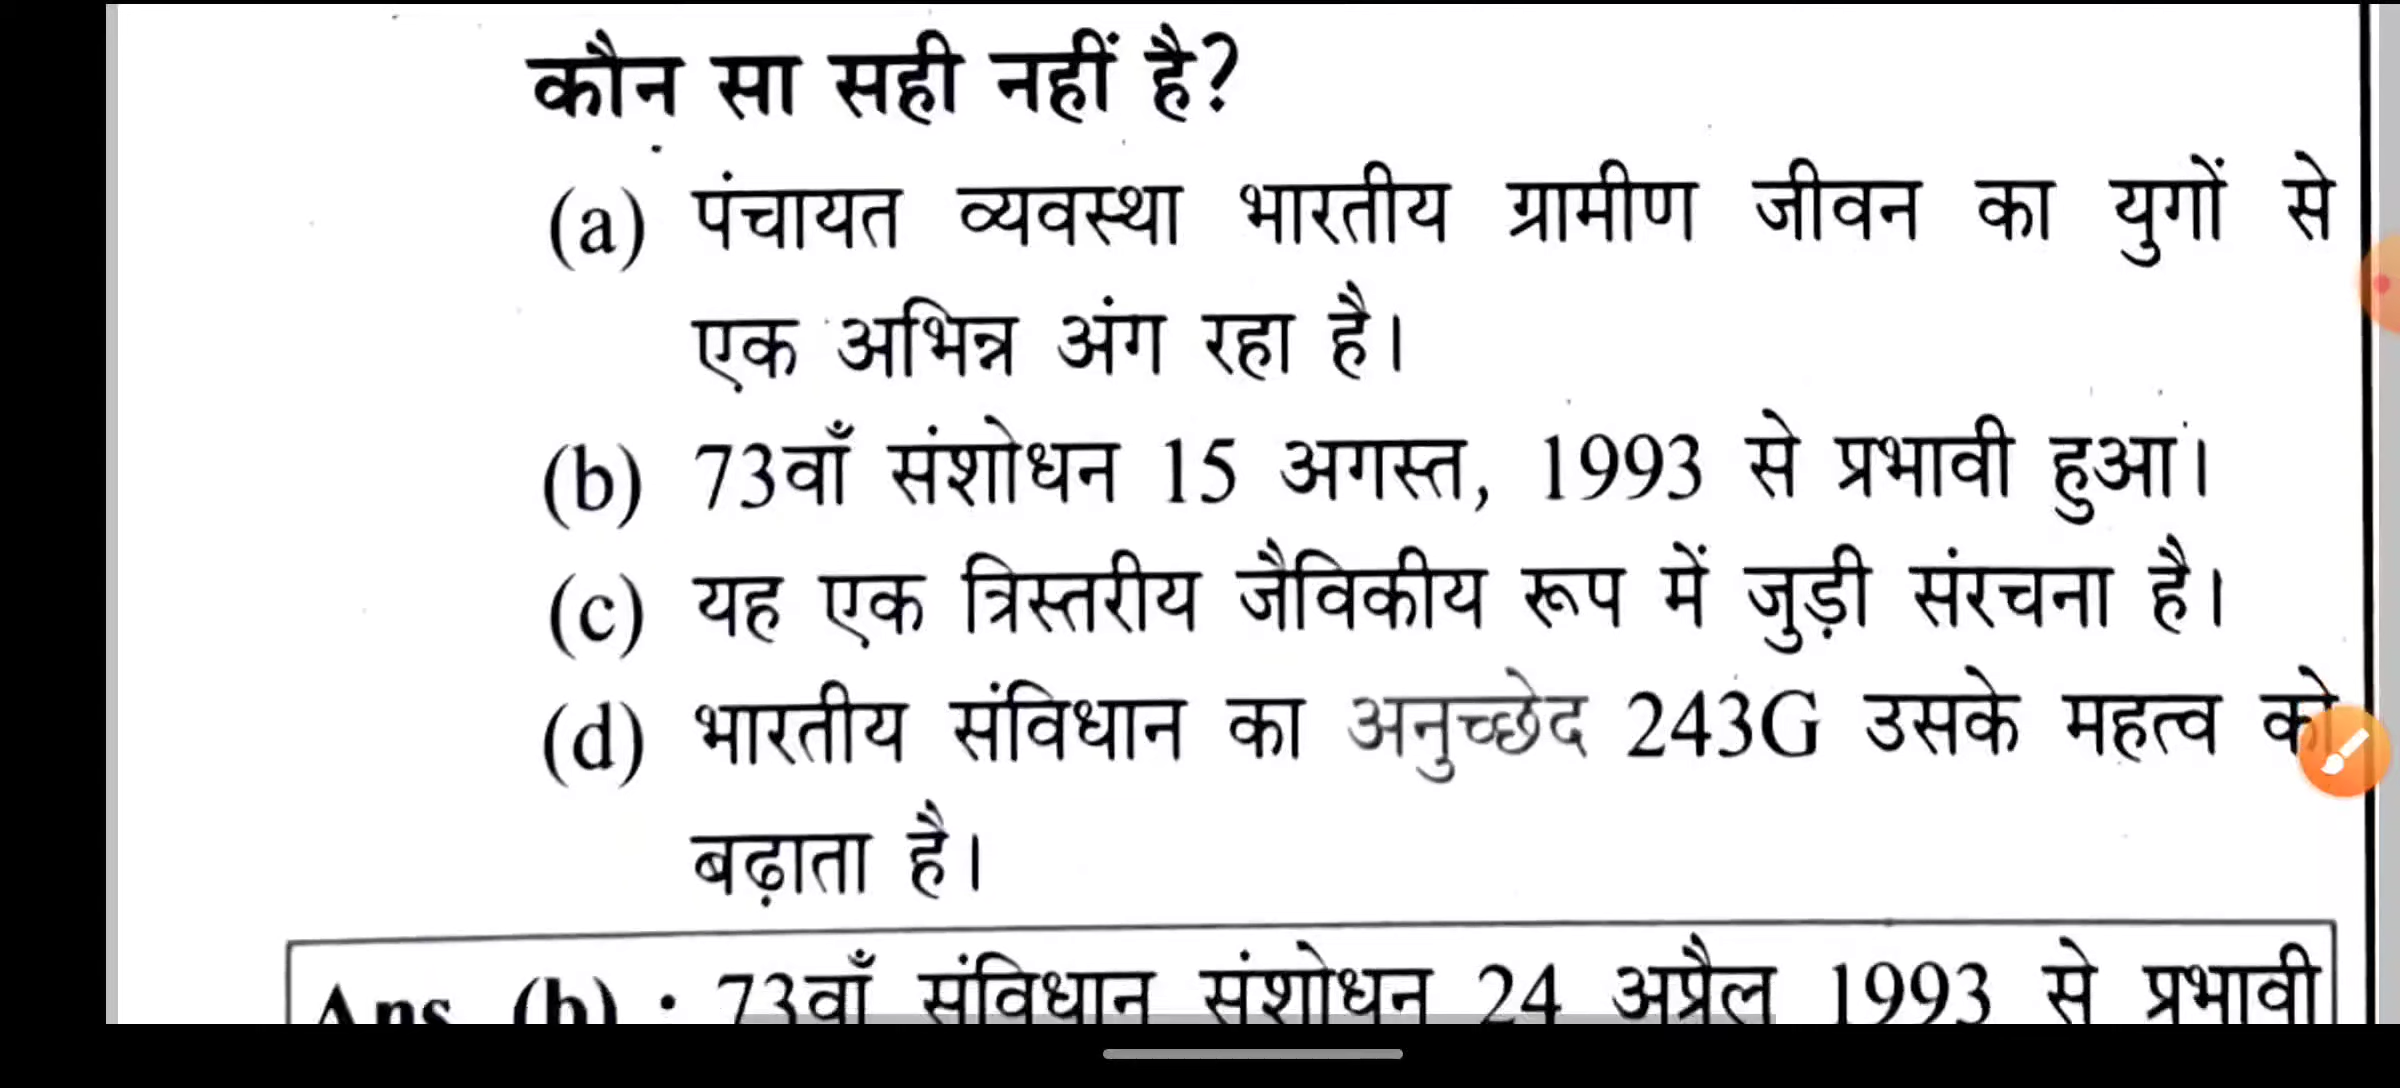 कौन सा सही नहीं है?
(a) पंचायत व्यवस्था भारतीय ग्रामीण जीवन का युगों से
एक अभिन्न अंग रहा है।
(b) 73वाँ संशोधन 15 अगस्त, 1993 से प्रभावी हुआ।
(c) यह एक त्रिस्तरीय जैविकीय रूप में जुड़ी संरचना है।
(d) भारतीय संविधान का अनुच्छेद 243G उसके महत्व को
बढ़ाता है।
Ans. (b) : 73वाँ संविधान संशोधन 24 अप्रैल 1993 से प्रभावी